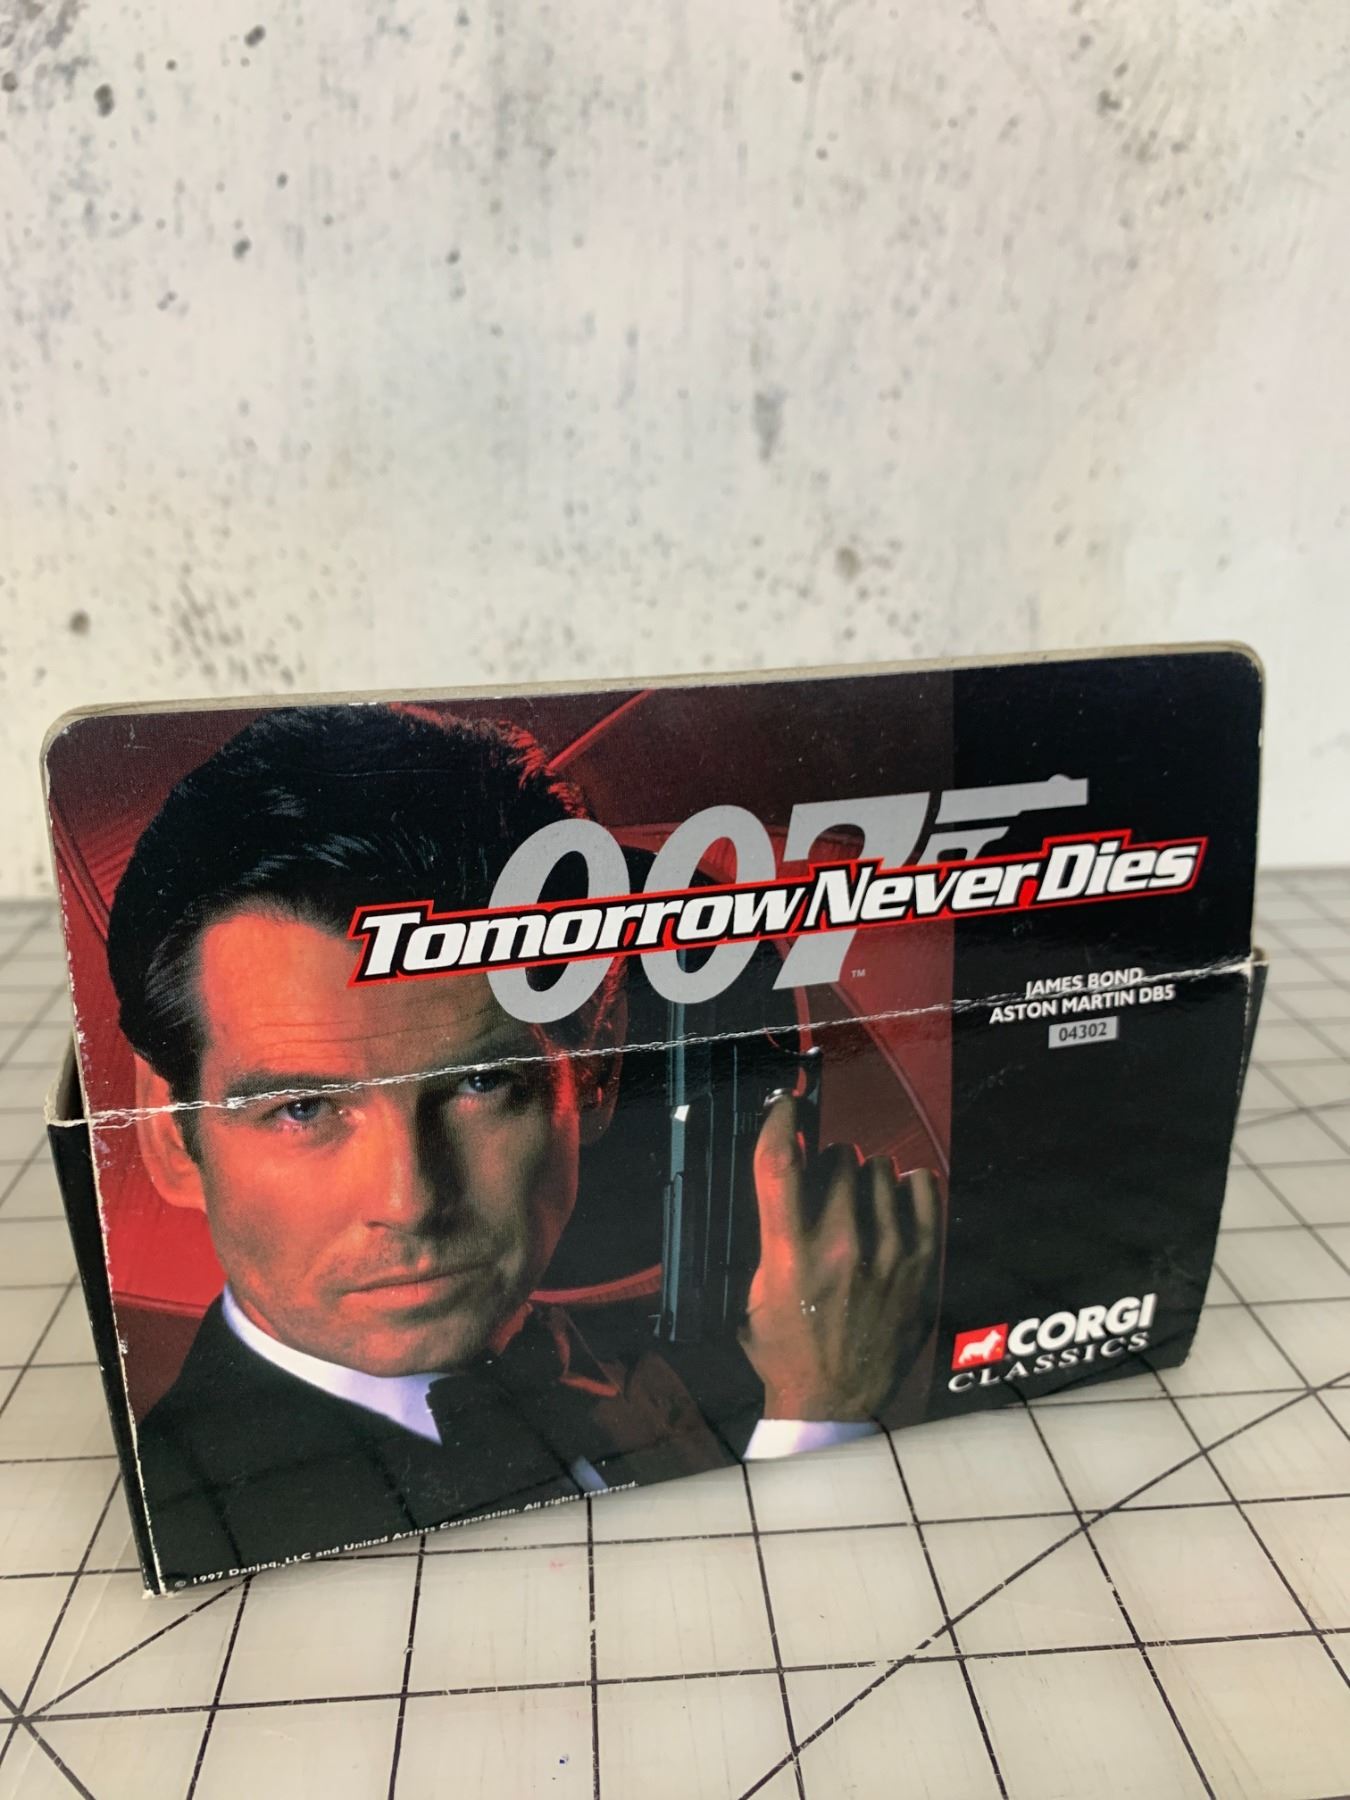 007
Tomorrow Never Dies
™
JAMES BOND
ASTON MARTIN DB5
04302
CORGI
CLASSICS
© 1997 Danjaq, LLC and United Artists Corporation. All rights reserved.